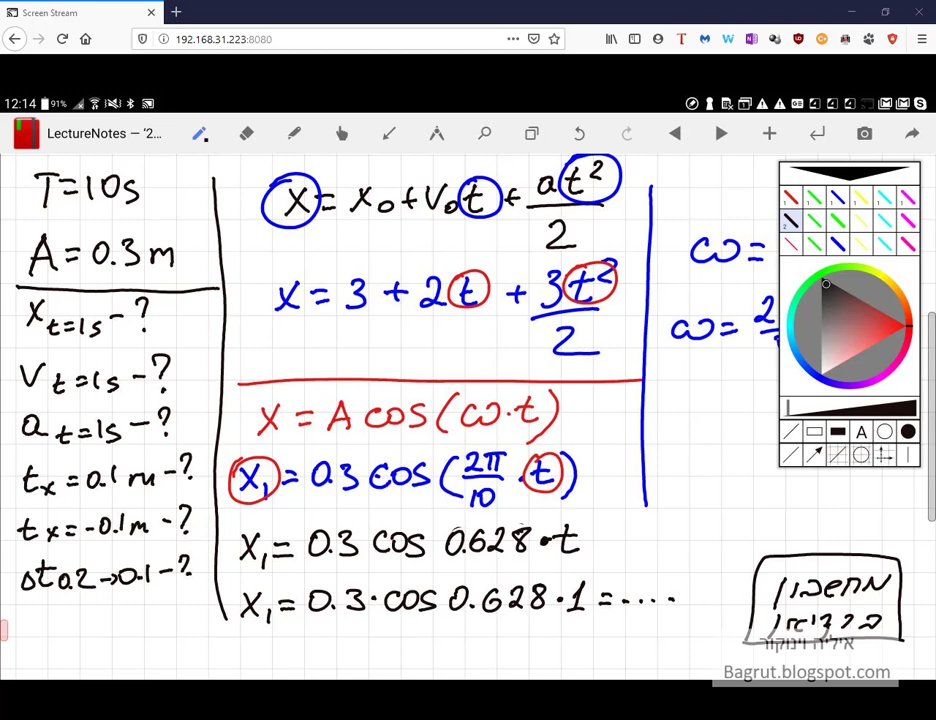 Screen Stream
192.168.31.223:8080
12:14
91%
LectureNotes — '2...
T=10s
A=0.3m
x t=1s -?
v t=1s -?
a t=1s -?
t x=0.1m -?
t x=-0.1m -?
Δt 0.2→0.1 -?
x = x₀ + v₀t + at²/2
x = 3 + 2t + 3t²/2
x = A cos(ω·t)
x₁ = 0.3 cos(2π/10 · t)
x₁ = 0.3 cos 0.628 · t
x₁ = 0.3 · cos 0.628 · 1 = ....
ω=
ω= 2
מחשבון
ברדיאן
איליה וינוקור
Bagrut.blogspot.com